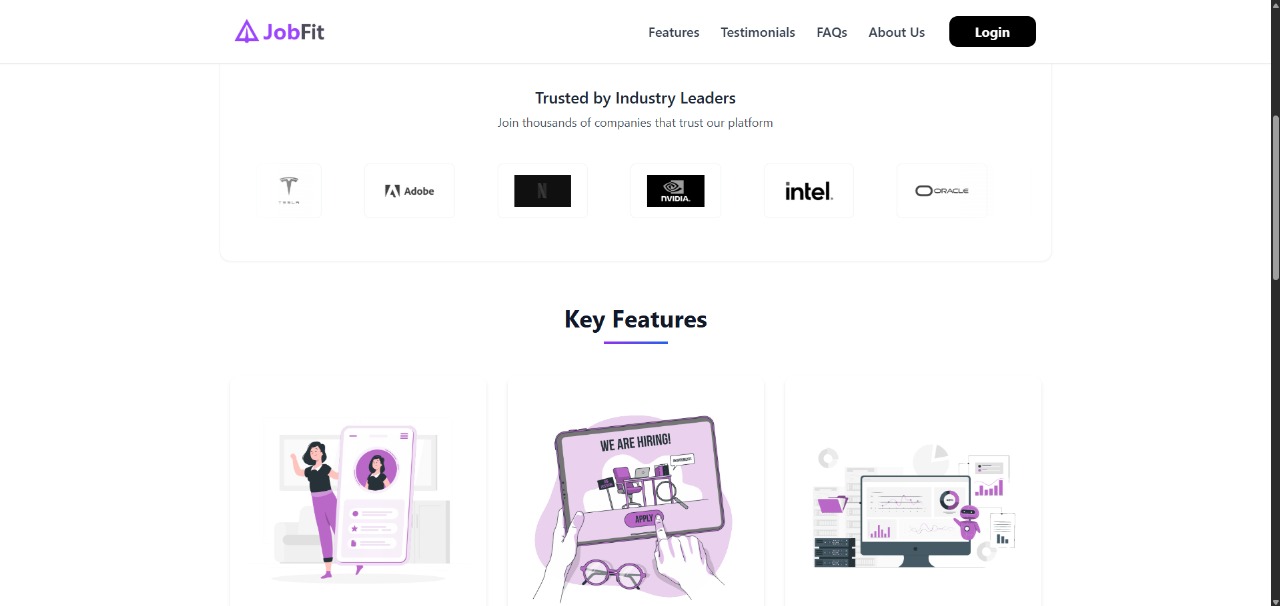 JobFit
Features Testimonials FAQs About Us Login
Trusted by Industry Leaders
Join thousands of companies that trust our platform
TESLA Adobe N NVIDIA. intel. ORACLE
Key Features
WE ARE HIRING!
APPLY